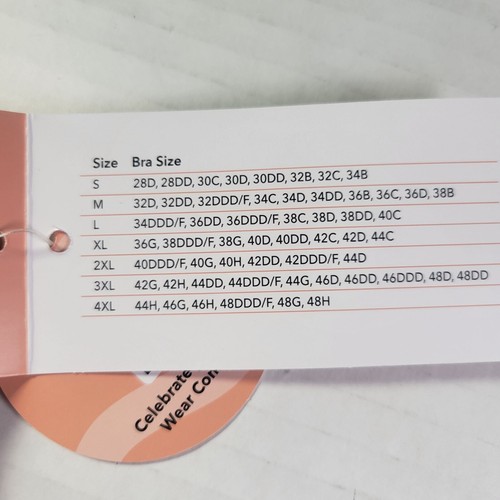 Size Bra Size
S 28D, 28DD, 30C, 30D, 30DD, 32B, 32C, 34B
M 32D, 32DD, 32DDD/F, 34C, 34D, 34DD, 36B, 36C, 36D, 38B
L 34DDD/F, 36DD, 36DDD/F, 38C, 38D, 38DD, 40C
XL 36G, 38DDD/F, 38G, 40D, 40DD, 42C, 42D, 44C
2XL 40DDD/F, 40G, 40H, 42DD, 42DDD/F, 44D
3XL 42G, 42H, 44DD, 44DDD/F, 44G, 46D, 46DD, 46DDD, 48D, 48DD
4XL 44H, 46G, 46H, 48DDD/F, 48G, 48H
Celebrate
Wear